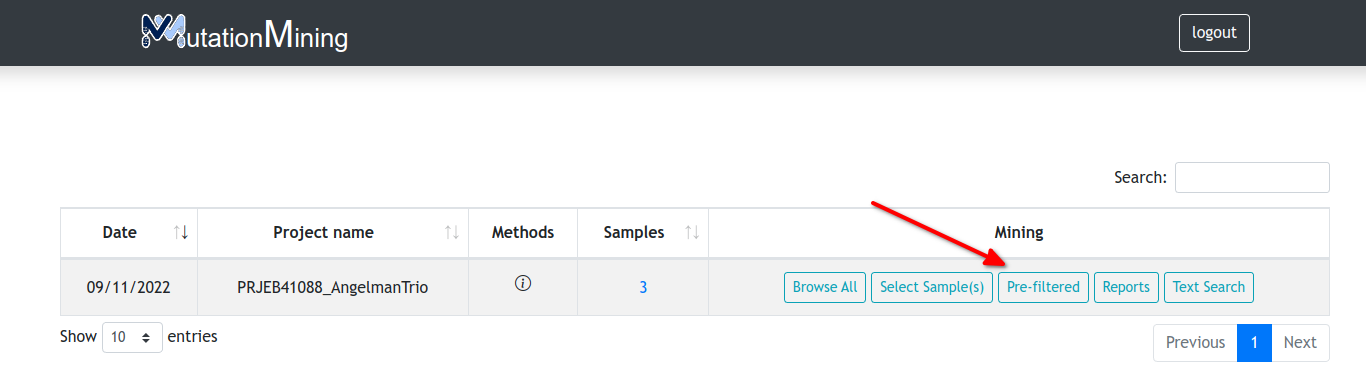 MutationMining
logout
Search:
Date Project name Methods Samples Mining
09/11/2022 PRJEB41088_AngelmanTrio 3 Browse All Select Sample(s) Pre-filtered Reports Text Search
Show 10 entries
Previous 1 Next